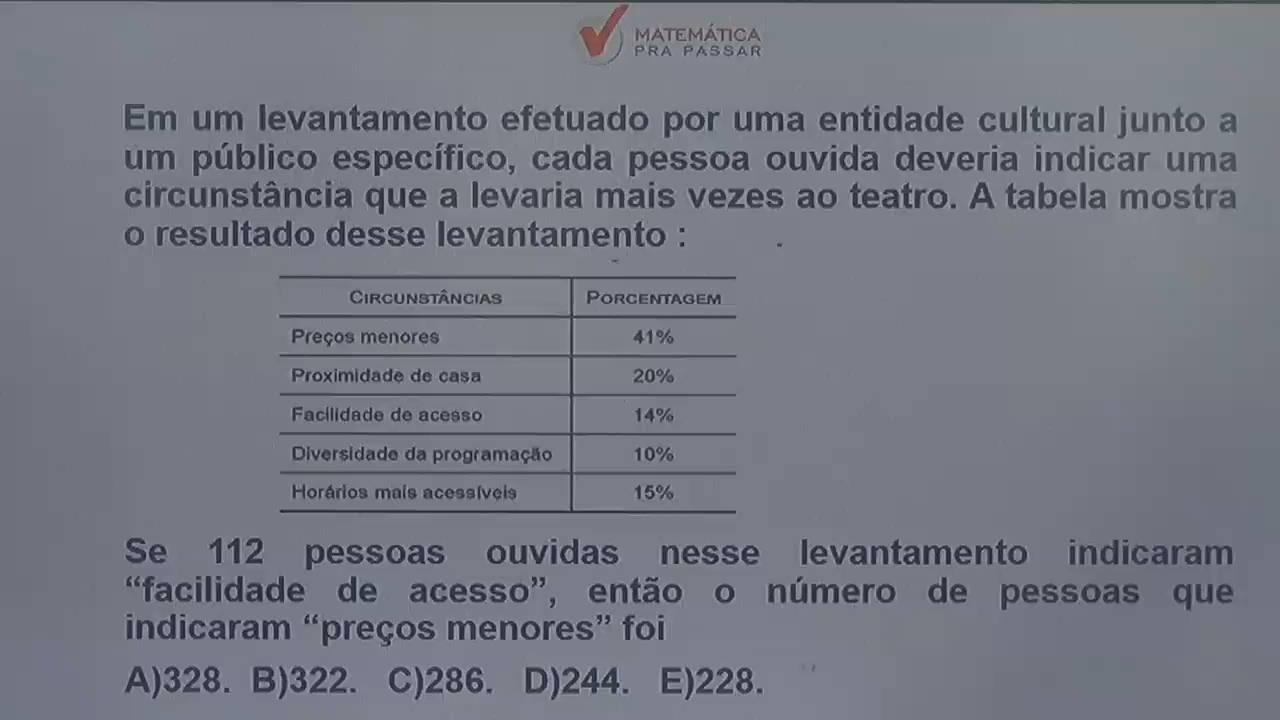 MATEMÁTICA
PRA PASSAR
Em um levantamento efetuado por uma entidade cultural junto a
um público específico, cada pessoa ouvida deveria indicar uma
circunstância que a levaria mais vezes ao teatro. A tabela mostra
o resultado desse levantamento :
CIRCUNSTÂNCIAS PORCENTAGEM
Preços menores 41%
Proximidade de casa 20%
Facilidade de acesso 14%
Diversidade da programação 10%
Horários mais acessíveis 15%
Se 112 pessoas ouvidas nesse levantamento indicaram
“facilidade de acesso”, então o número de pessoas que
indicaram “preços menores” foi
A)328. B)322. C)286. D)244. E)228.